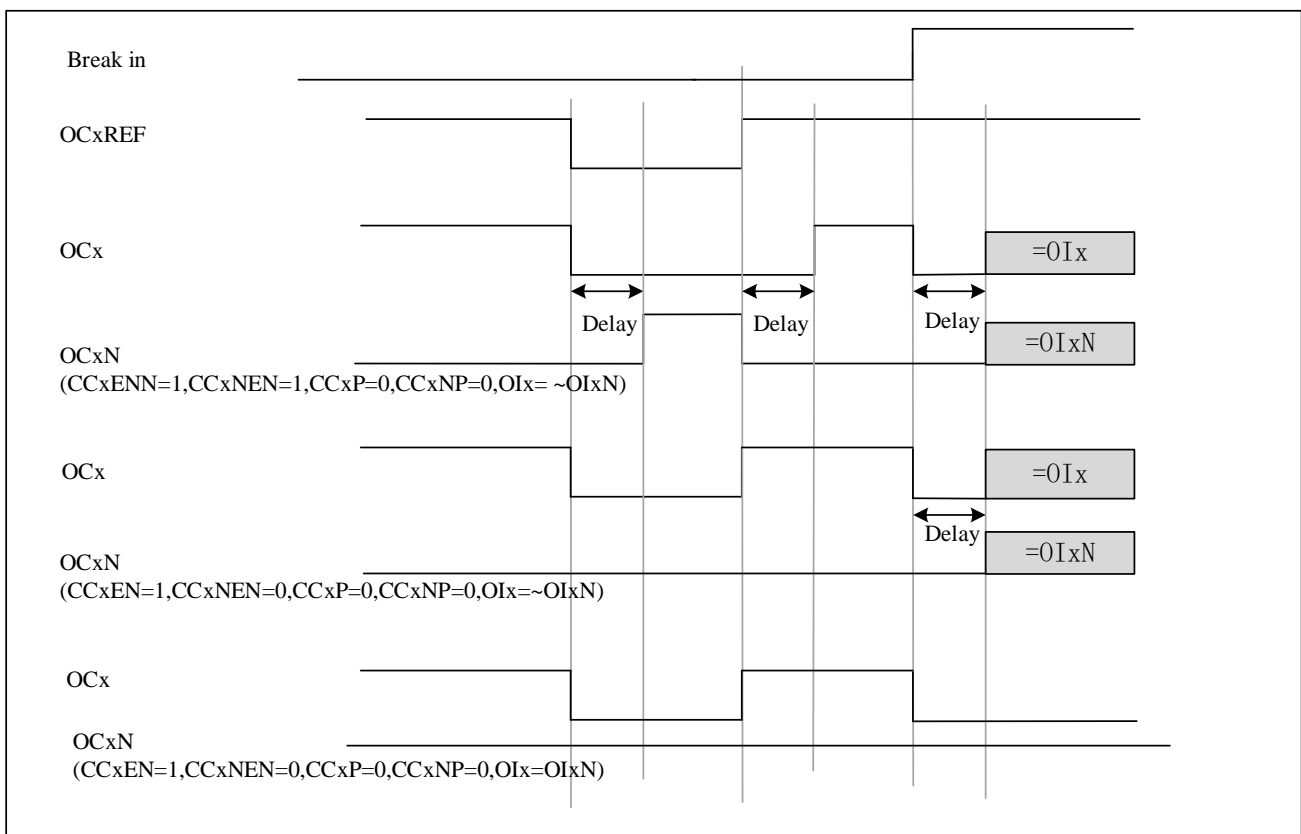 Break in
OCxREF
OCx
=OIx
Delay
Delay
Delay
=OIxN
OCxN
(CCxENN=1,CCxNEN=1,CCxP=0,CCxNP=0,OIx= ~OIxN)
OCx
=OIx
Delay
=OIxN
OCxN
(CCxEN=1,CCxNEN=0,CCxP=0,CCxNP=0,OIx=~OIxN)
OCx
OCxN
(CCxEN=1,CCxNEN=0,CCxP=0,CCxNP=0,OIx=OIxN)